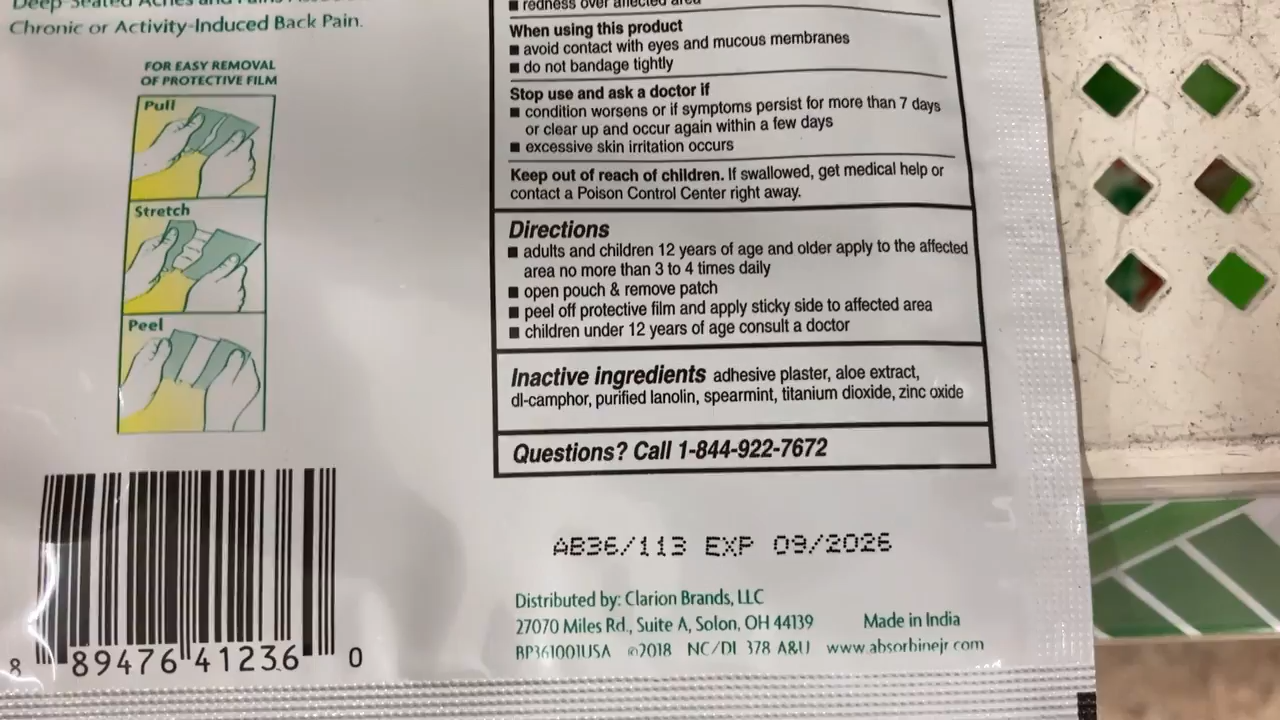 Deep-Seated Aches and Pains
Chronic or Activity-Induced Back Pain.
FOR EASY REMOVAL
OF PROTECTIVE FILM
Pull
Stretch
Peel
8 89476 41236 0
■ redness over affected area
When using this product
■ avoid contact with eyes and mucous membranes
■ do not bandage tightly
Stop use and ask a doctor if
■ condition worsens or if symptoms persist for more than 7 days
or clear up and occur again within a few days
■ excessive skin irritation occurs
Keep out of reach of children. If swallowed, get medical help or
contact a Poison Control Center right away.
Directions
■ adults and children 12 years of age and older apply to the affected
area no more than 3 to 4 times daily
■ open pouch & remove patch
■ peel off protective film and apply sticky side to affected area
■ children under 12 years of age consult a doctor
Inactive ingredients adhesive plaster, aloe extract,
dl-camphor, purified lanolin, spearmint, titanium dioxide, zinc oxide
Questions? Call 1-844-922-7672
AB36/113 EXP 09/2026
Distributed by: Clarion Brands, LLC
27070 Miles Rd., Suite A, Solon, OH 44139 Made in India
BP361001USA ©2018 NC/DI 378 A&U www.absorbinejr.com